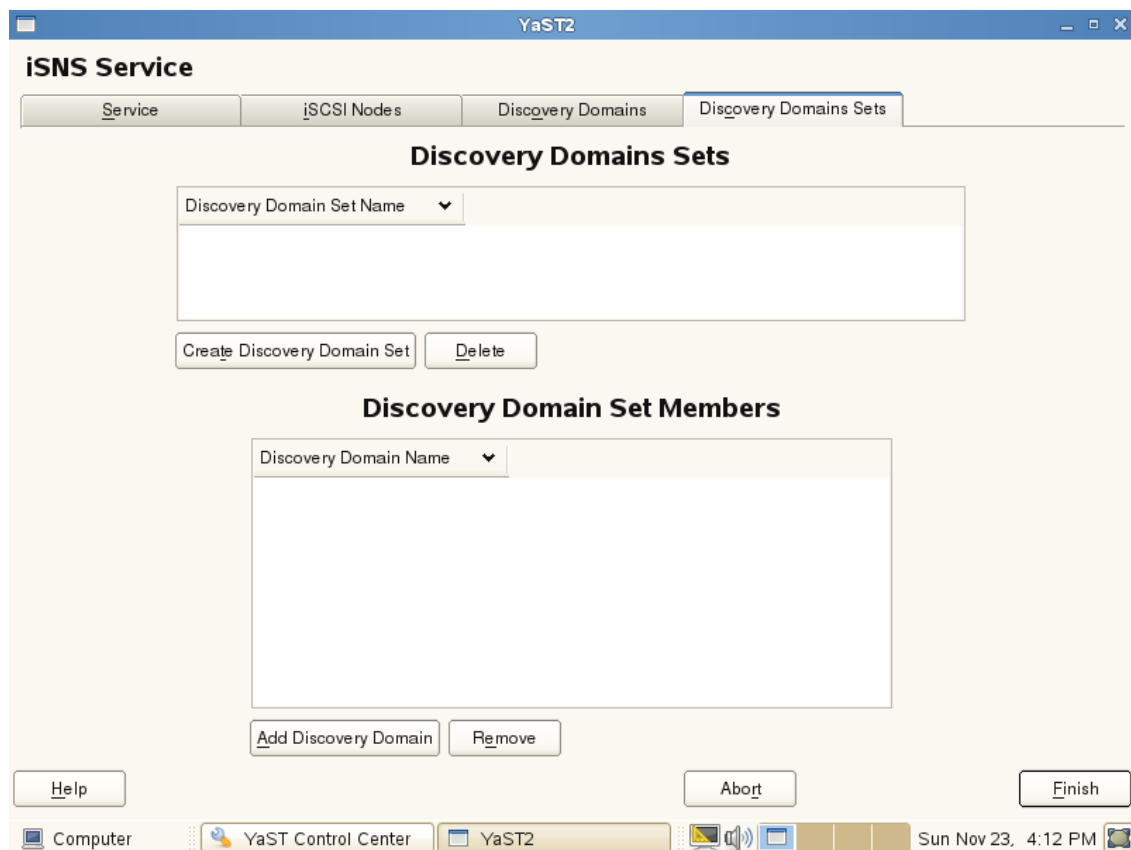 YaST2
iSNS Service
Service
iSCSI Nodes
Discovery Domains
Discovery Domains Sets
Discovery Domains Sets
Discovery Domain Set Name
Create Discovery Domain Set
Delete
Discovery Domain Set Members
Discovery Domain Name
Add Discovery Domain
Remove
Help
Abort
Finish
Computer
YaST Control Center
YaST2
Sun Nov 23, 4:12 PM